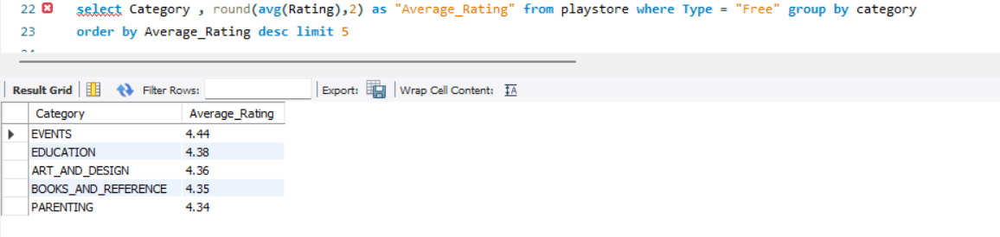 22 select Category , round(avg(Rating),2) as "Average_Rating" from playstore where Type = "Free" group by category
23 order by Average_Rating desc limit 5
Result Grid Filter Rows: Export: Wrap Cell Content: IA
Category Average_Rating
EVENTS 4.44
EDUCATION 4.38
ART_AND_DESIGN 4.36
BOOKS_AND_REFERENCE 4.35
PARENTING 4.34